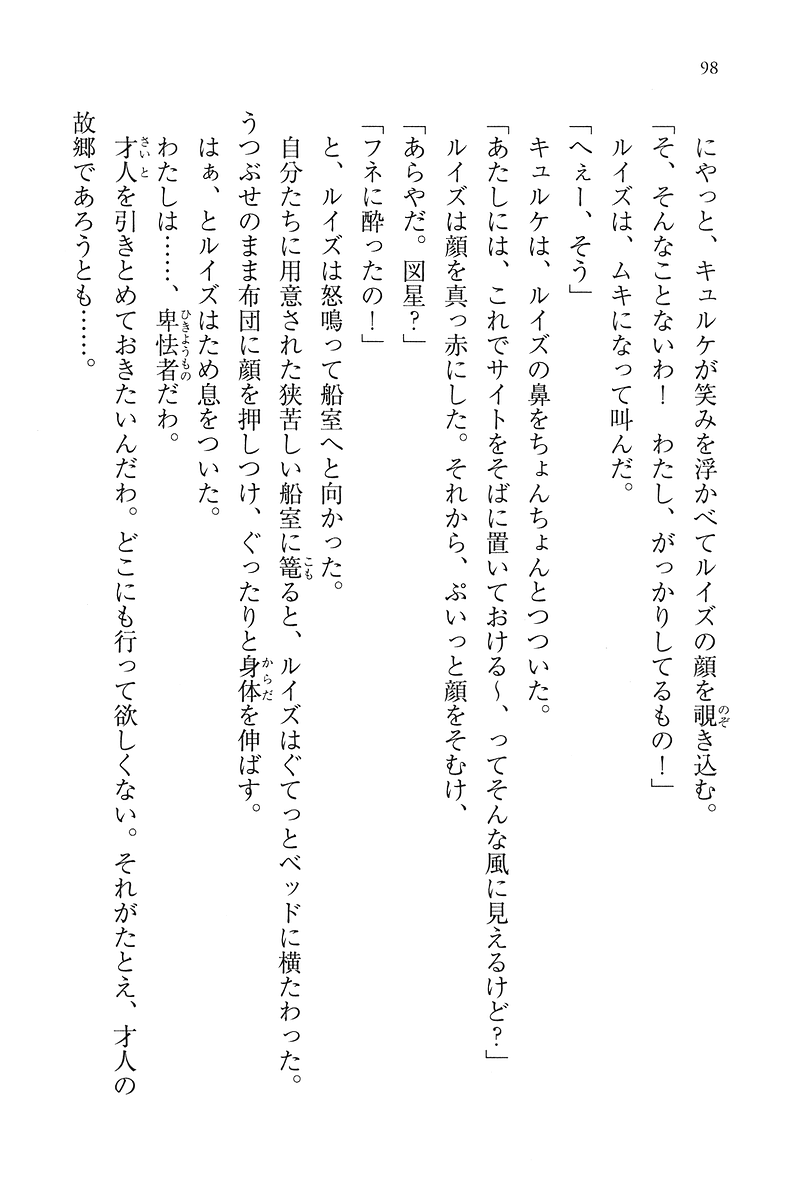 98
にやっと、キュルケが笑みを浮かべてルイズの顔を覗き込む。
「そ、そんなことないわ！　わたし、がっかりしてるもの！」
ルイズは、ムキになって叫んだ。
「へぇー、そう」
キュルケは、ルイズの鼻をちょんちょんとつついた。
「あたしには、これでサイトをそばに置いておける〜、ってそんな風に見えるけど？」
ルイズは顔を真っ赤にした。それから、ぷいっと顔をそむけ、
「あらやだ。図星？」
「フネに酔ったの！」
と、ルイズは怒鳴って船室へと向かった。
自分たちに用意された狭苦しい船室に篭ると、ルイズはぐてっとベッドに横たわった。
うつぶせのまま布団に顔を押しつけ、ぐったりと身体を伸ばす。
はぁ、とルイズはため息をついた。
わたしは……、卑怯者だわ。
才人を引きとめておきたいんだわ。どこにも行って欲しくない。それがたとえ、才人の
故郷であろうとも……。